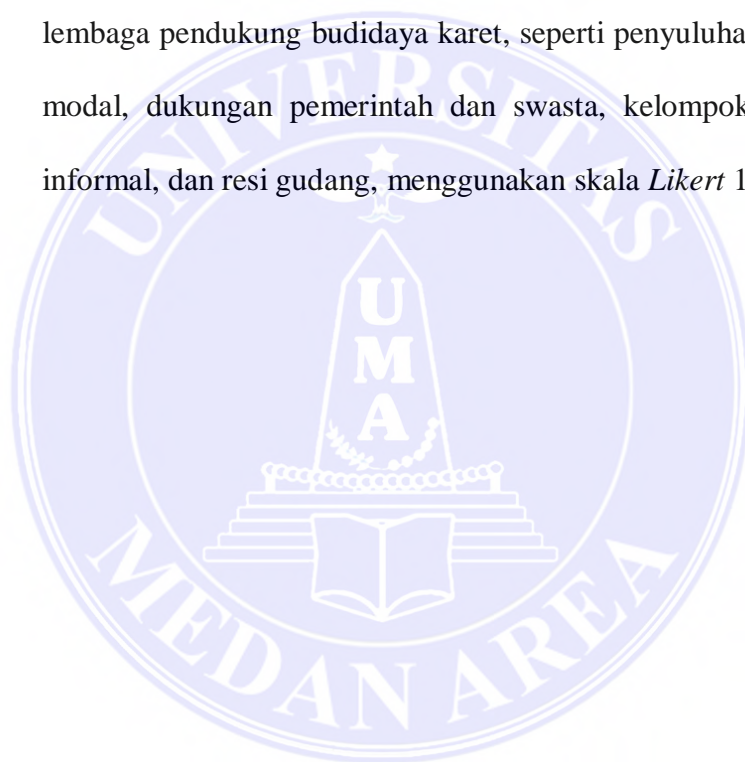 lembaga pendukung budidaya karet, seperti penyuluha
modal, dukungan pemerintah dan swasta, kelompok
informal, dan resi gudang, menggunakan skala Likert 1
UNIVERSITAS
UMA
MEDAN AREA